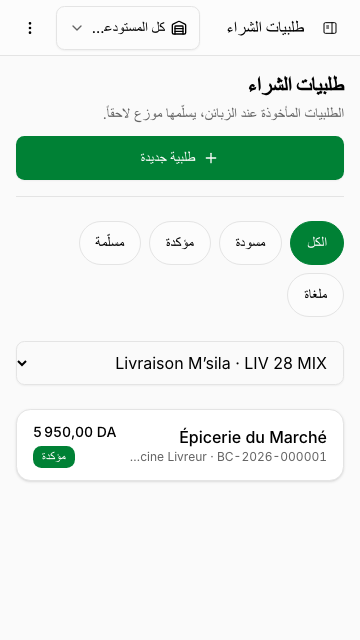 طلبيات الشراء
كل المستودعـ...
طلبيات الشراء
الطلبيات المأخوذة عند الزبائن، يسلّمها موزع لاحقاً.
طلبية جديدة
الكل
مسودة
مؤكدة
مسلّمة
ملغاة
Livraison M’sila · LIV 28 MIX
Épicerie du Marché
5 950,00 DA
...cine Livreur · BC-2026-000001
مؤكدة